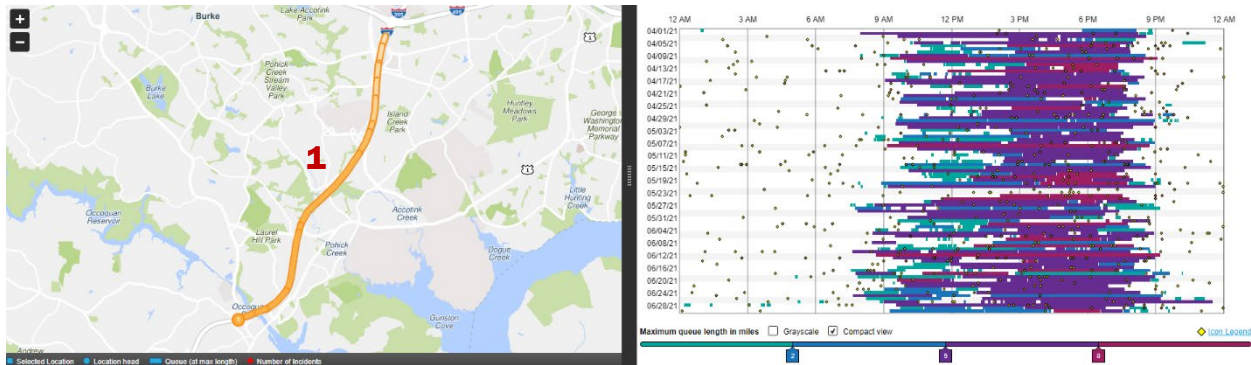 +
−
Burke
Lake Accotink
Park
395
495
1
Pohick
Creek
Stream
Valley
Park
Burke
Lake
Island
Creek
Park
Huntley
Meadows
Park
George
Washington
Memorial
Parkway
1
1
Accotink
Creek
Little
Hunting
Creek
Occoquan
Reservoir
Laurel
Hill Park
Pohick
Creek
Dogue
Creek
Occoquan
Gunston
Cove
Andrew
Selected Location Location head Queue (at max length) Number of Incidents
12 AM 3 AM 6 AM 9 AM 12 PM 3 PM 6 PM 9 PM 12 AM
04/01/21
04/05/21
04/09/21
04/13/21
04/17/21
04/21/21
04/25/21
04/29/21
05/03/21
05/07/21
05/11/21
05/15/21
05/19/21
05/23/21
05/27/21
05/31/21
06/04/21
06/08/21
06/12/21
06/16/21
06/20/21
06/24/21
06/28/21
Maximum queue length in miles Grayscale Compact view Icon Legend
2 5 8